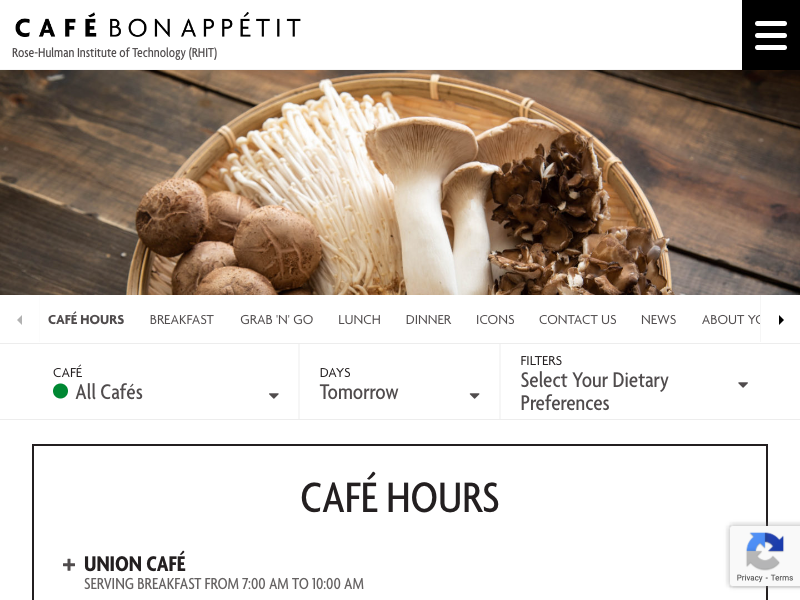 CAFÉ BON APPÉTIT
Rose-Hulman Institute of Technology (RHIT)
CAFÉ HOURS BREAKFAST GRAB 'N' GO LUNCH DINNER ICONS CONTACT US NEWS ABOUT YO
CAFÉ
All Cafés
DAYS
Tomorrow
FILTERS
Select Your Dietary
Preferences
CAFÉ HOURS
UNION CAFÉ
SERVING BREAKFAST FROM 7:00 AM TO 10:00 AM
Privacy - Terms